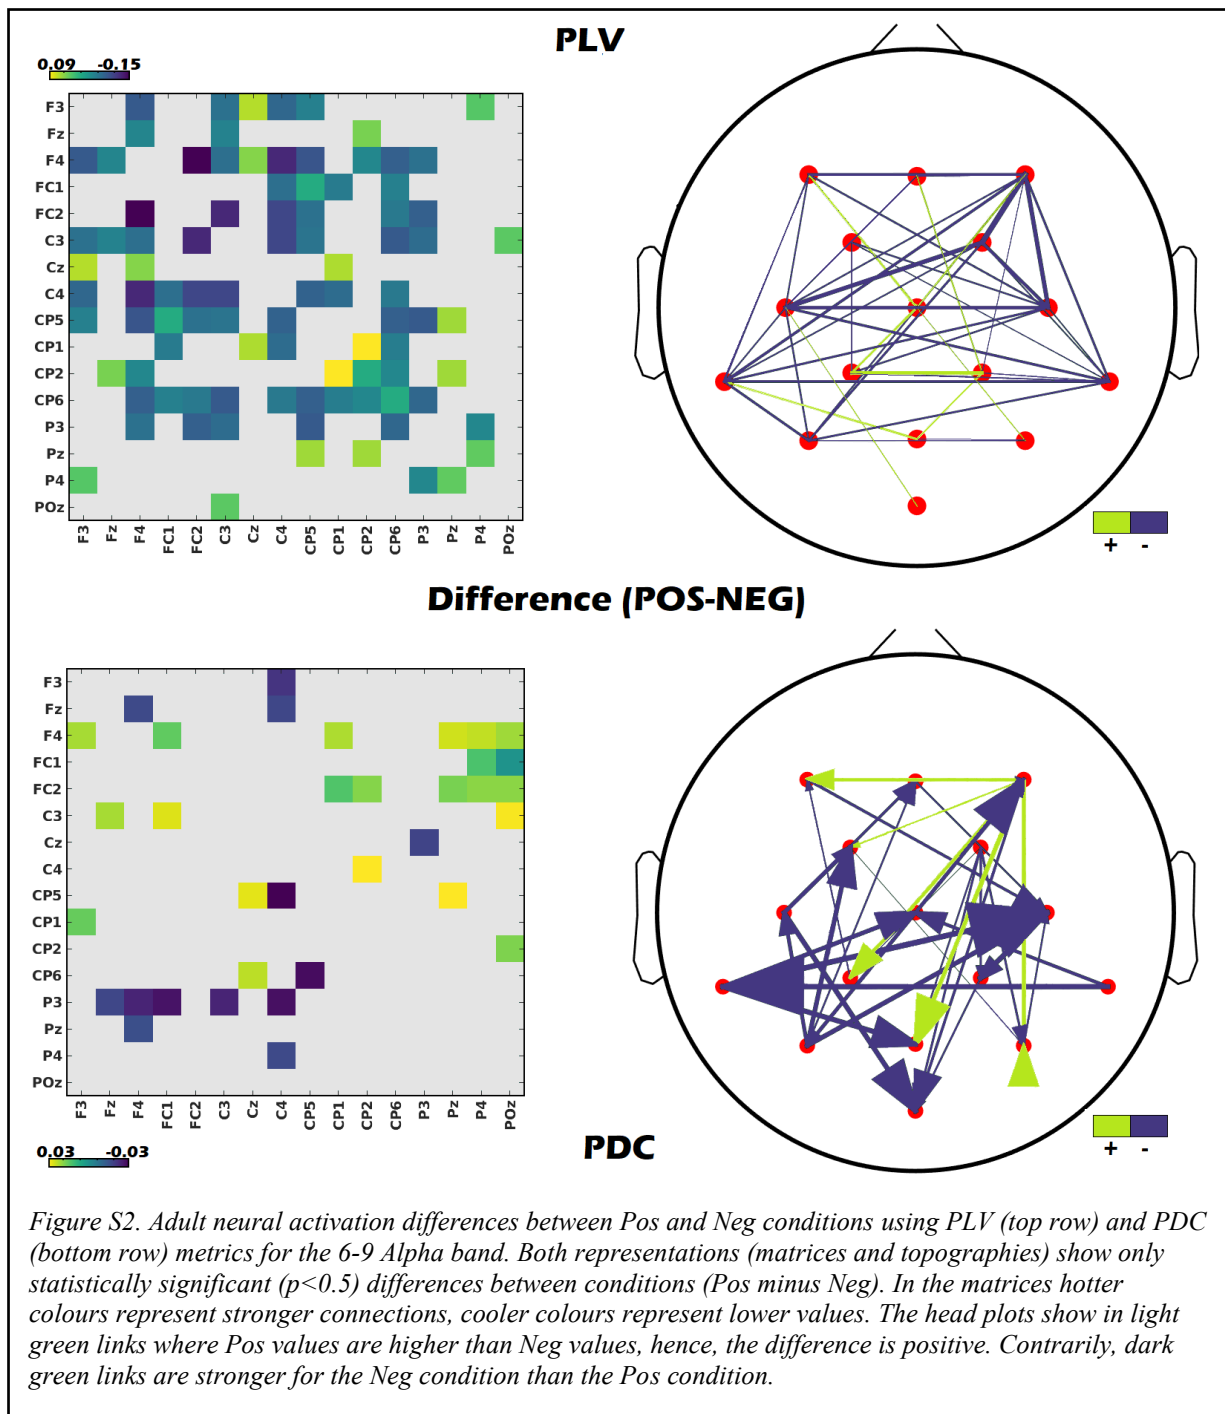 PLV
0.09 -0.15
F3
Fz
F4
FC1
FC2
C3
Cz
C4
CP5
CP1
CP2
CP6
P3
Pz
P4
POz
F3 Fz F4 FC1 FC2 C3 Cz C4 CP5 CP1 CP2 CP6 P3 Pz P4 POz
+ -
Difference (POS-NEG)
F3
Fz
F4
FC1
FC2
C3
Cz
C4
CP5
CP1
CP2
CP6
P3
Pz
P4
POz
F3 Fz F4 FC1 FC2 C3 Cz C4 CP5 CP1 CP2 CP6 P3 Pz P4 POz
0.03 -0.03
PDC
+ -
Figure S2. Adult neural activation differences between Pos and Neg conditions using PLV (top row) and PDC
(bottom row) metrics for the 6-9 Alpha band. Both representations (matrices and topographies) show only
statistically significant (p<0.5) differences between conditions (Pos minus Neg). In the matrices hotter
colours represent stronger connections, cooler colours represent lower values. The head plots show in light
green links where Pos values are higher than Neg values, hence, the difference is positive. Contrarily, dark
green links are stronger for the Neg condition than the Pos condition.